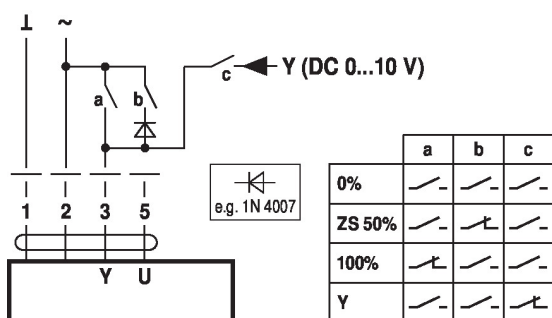 ⊥ ~
a b c Y (DC 0...10 V)
1 2 3 5
Y U
e.g. 1N 4007
a b c
0%
ZS 50%
100%
Y